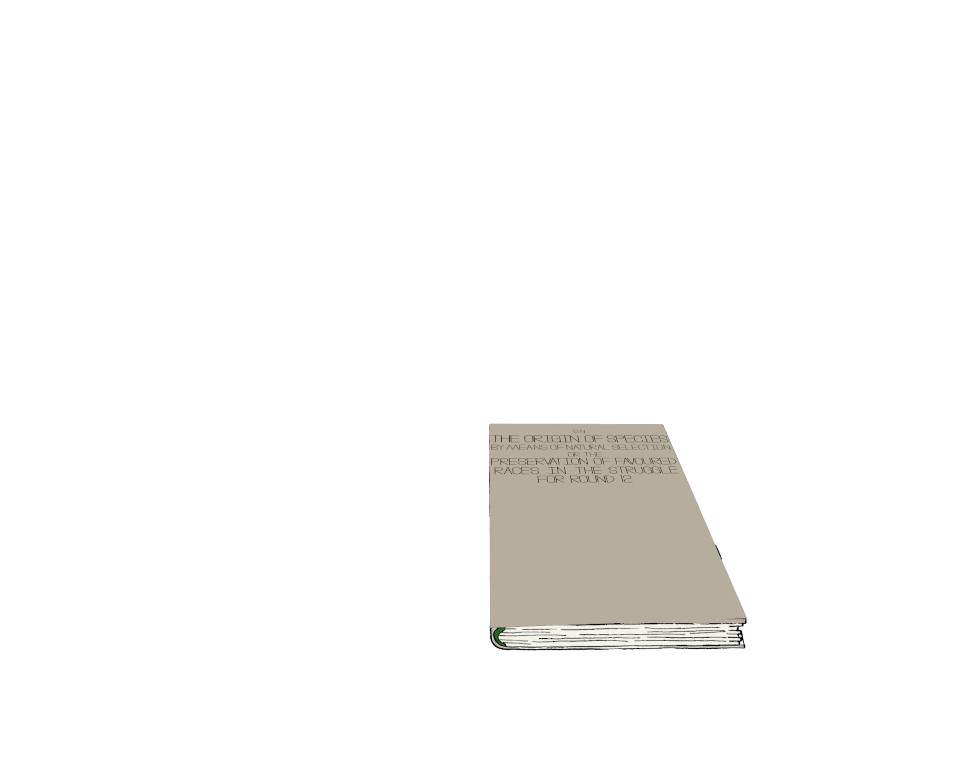 ON
THE ORIGIN OF SPECIES
BY MEANS OF NATURAL SELECTION
OR THE
PRESERVATION OF FAVOURED
RACES IN THE STRUGGLE
FOR ROUND 12